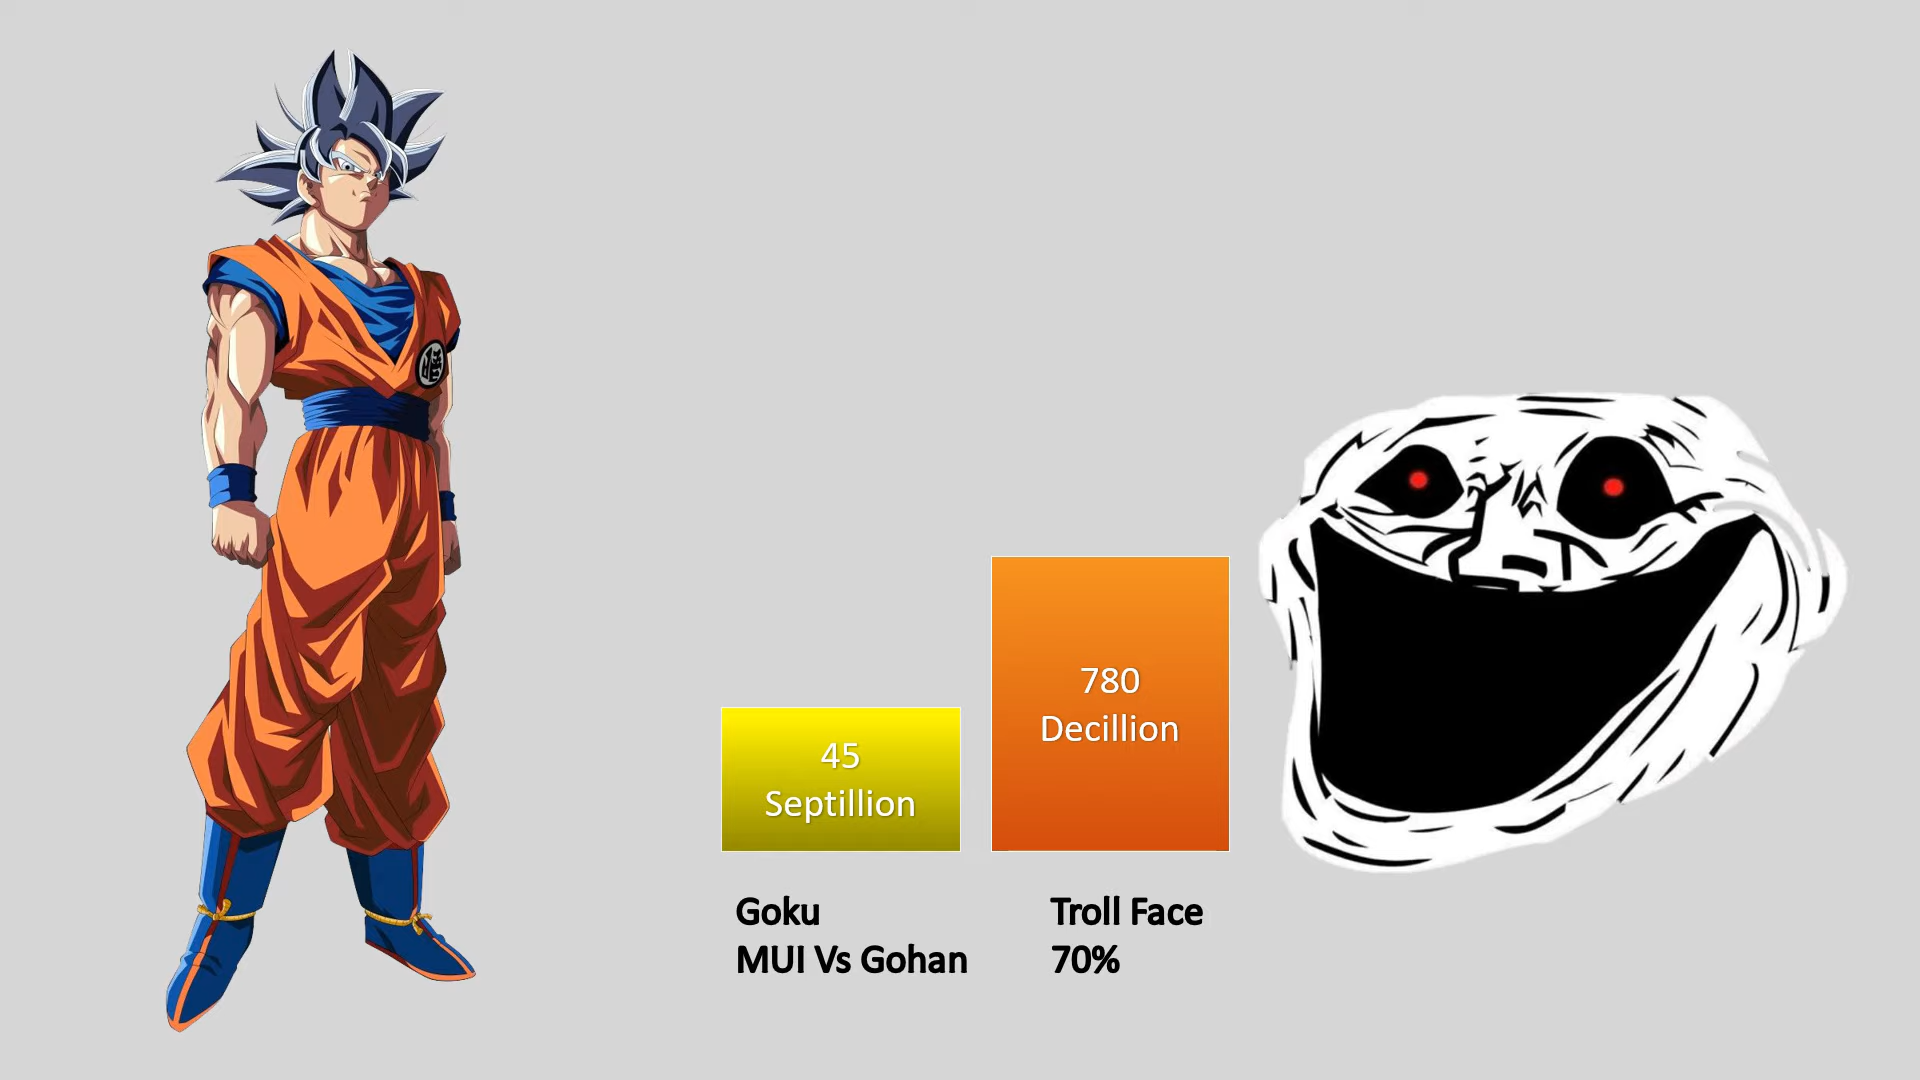 45
Septillion
780
Decillion
Goku
MUI Vs Gohan
Troll Face
70%